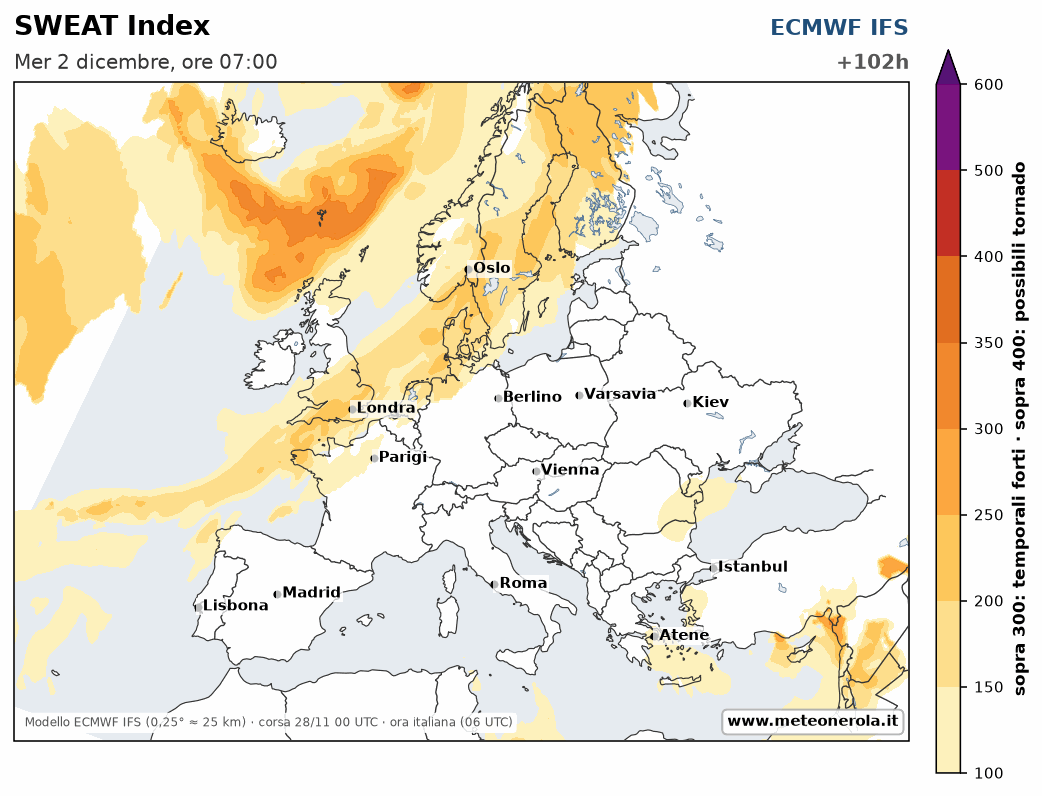 SWEAT Index
ECMWF IFS
Mer 2 dicembre, ore 07:00
+102h
Oslo
Londra
Berlino
Varsavia
Kiev
Parigi
Vienna
Istanbul
Roma
Madrid
Lisbona
Atene
Modello ECMWF IFS (0,25° ≈ 25 km) · corsa 28/11 00 UTC · ora italiana (06 UTC)
www.meteonerola.it
600
500
400
350
300
250
200
150
100
sopra 300: temporali forti · sopra 400: possibili tornado